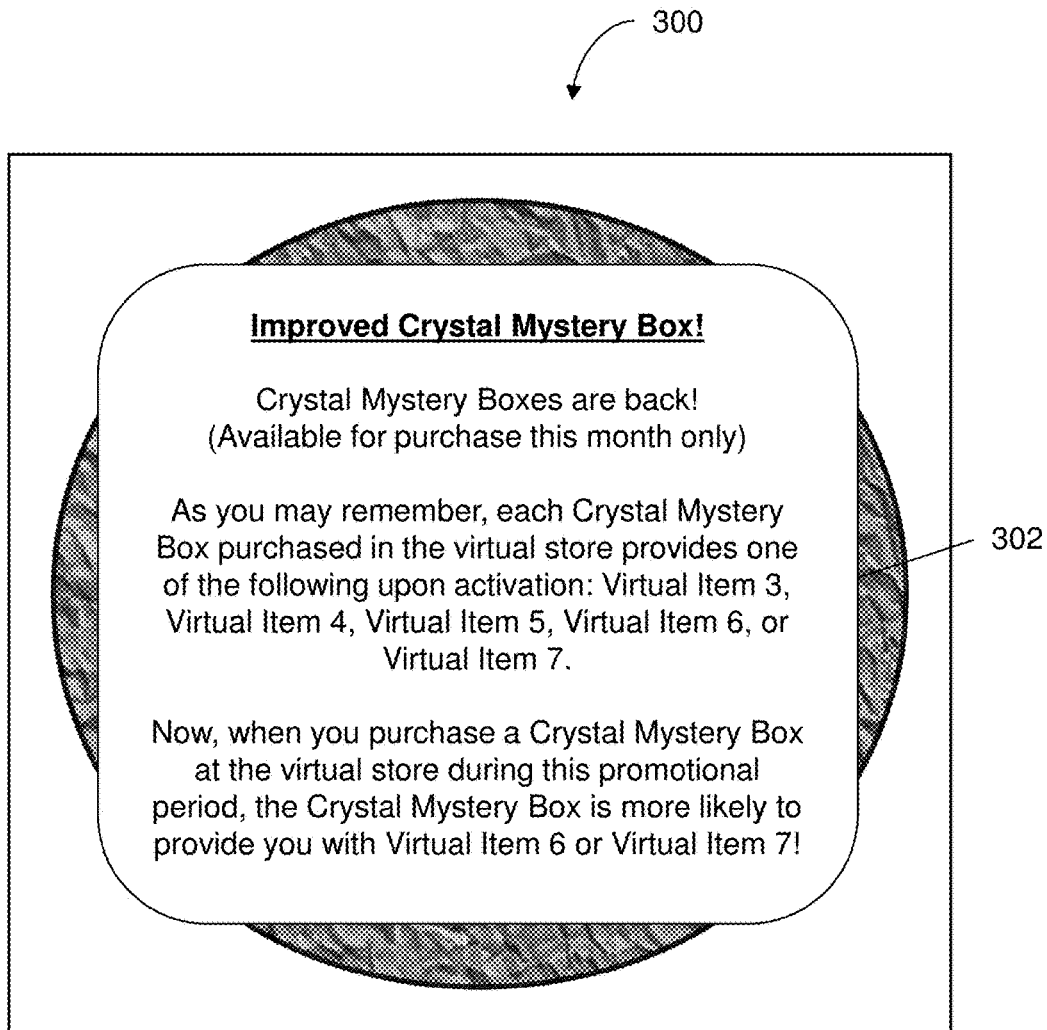 300
Improved Crystal Mystery Box!
Crystal Mystery Boxes are back!
(Available for purchase this month only)
As you may remember, each Crystal Mystery
Box purchased in the virtual store provides one
of the following upon activation: Virtual Item 3,
Virtual Item 4, Virtual Item 5, Virtual Item 6, or
Virtual Item 7.
302
Now, when you purchase a Crystal Mystery Box
at the virtual store during this promotional
period, the Crystal Mystery Box is more likely to
provide you with Virtual Item 6 or Virtual Item 7!